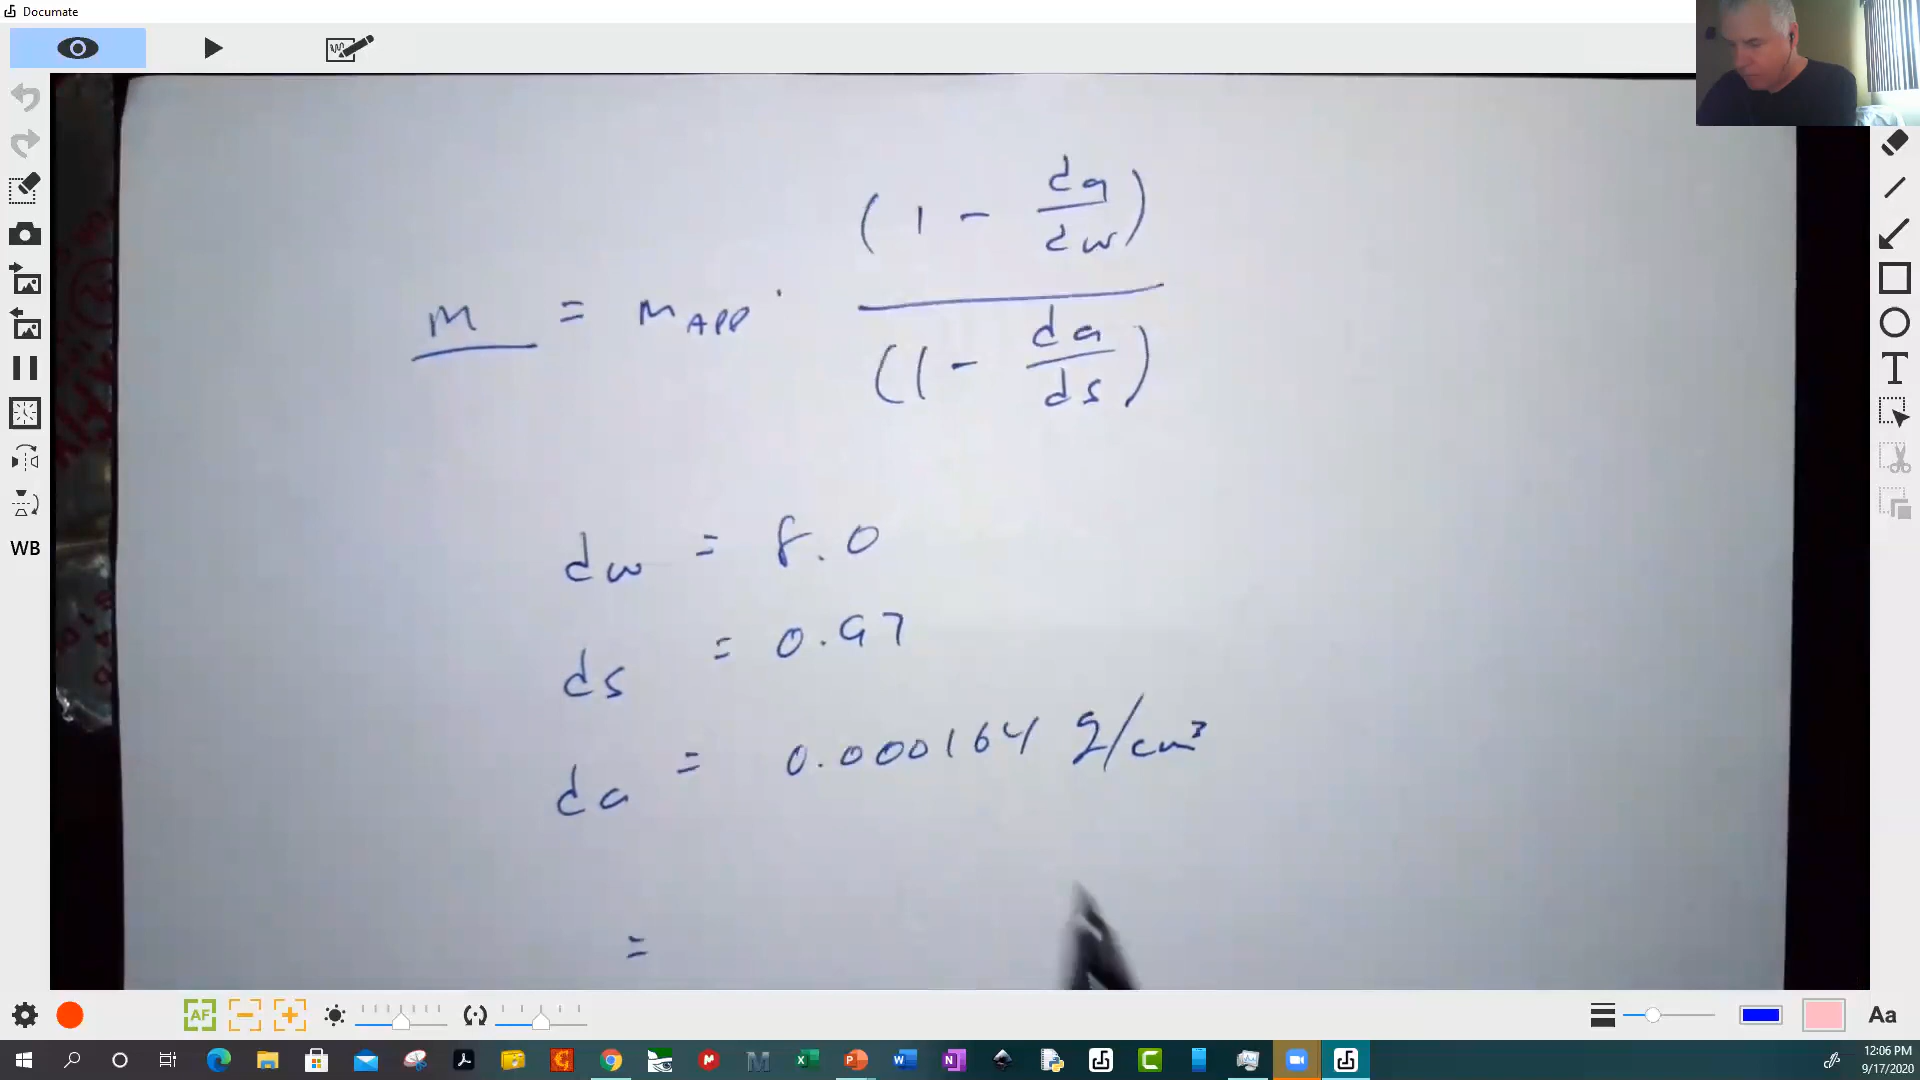 Documate
(1 - da/dw)
m = mAPP ·
(1 - da/ds)
dw = 8.0
ds = 0.97
da = 0.000164 g/cm³
=
WB
T
AF
Aa
12:06 PM
9/17/2020